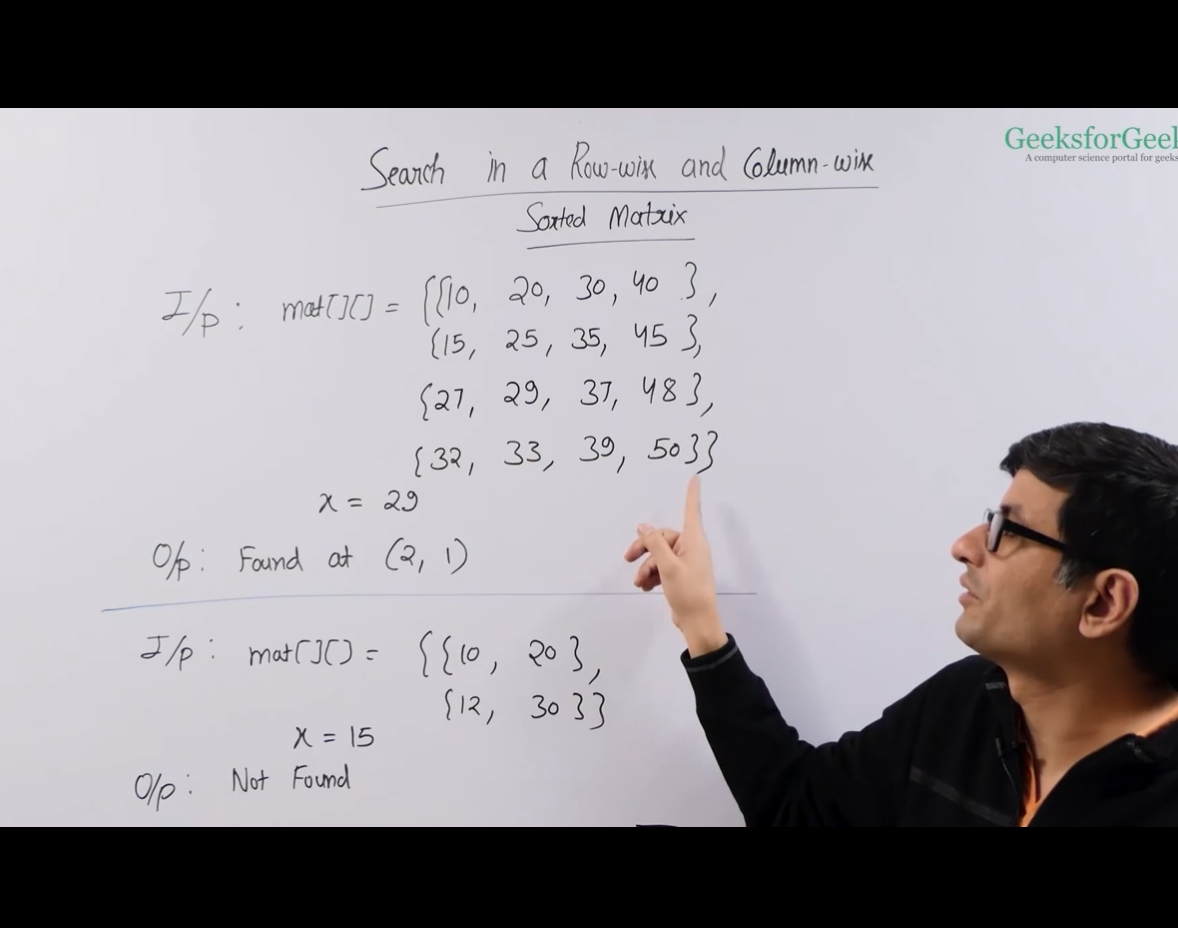 GeeksforGeek
A computer science portal for geeks
Search in a Row-wise and Column-wise
Sorted Matrix
I/p : mat[][] = {{10, 20, 30, 40 },
{15, 25, 35, 45 },
{27, 29, 37, 48},
{32, 33, 39, 50}}
x = 29
O/p : Found at (2, 1)
I/p : mat[][] = {{10, 20 },
{12, 30 }}
x = 15
O/p : Not Found